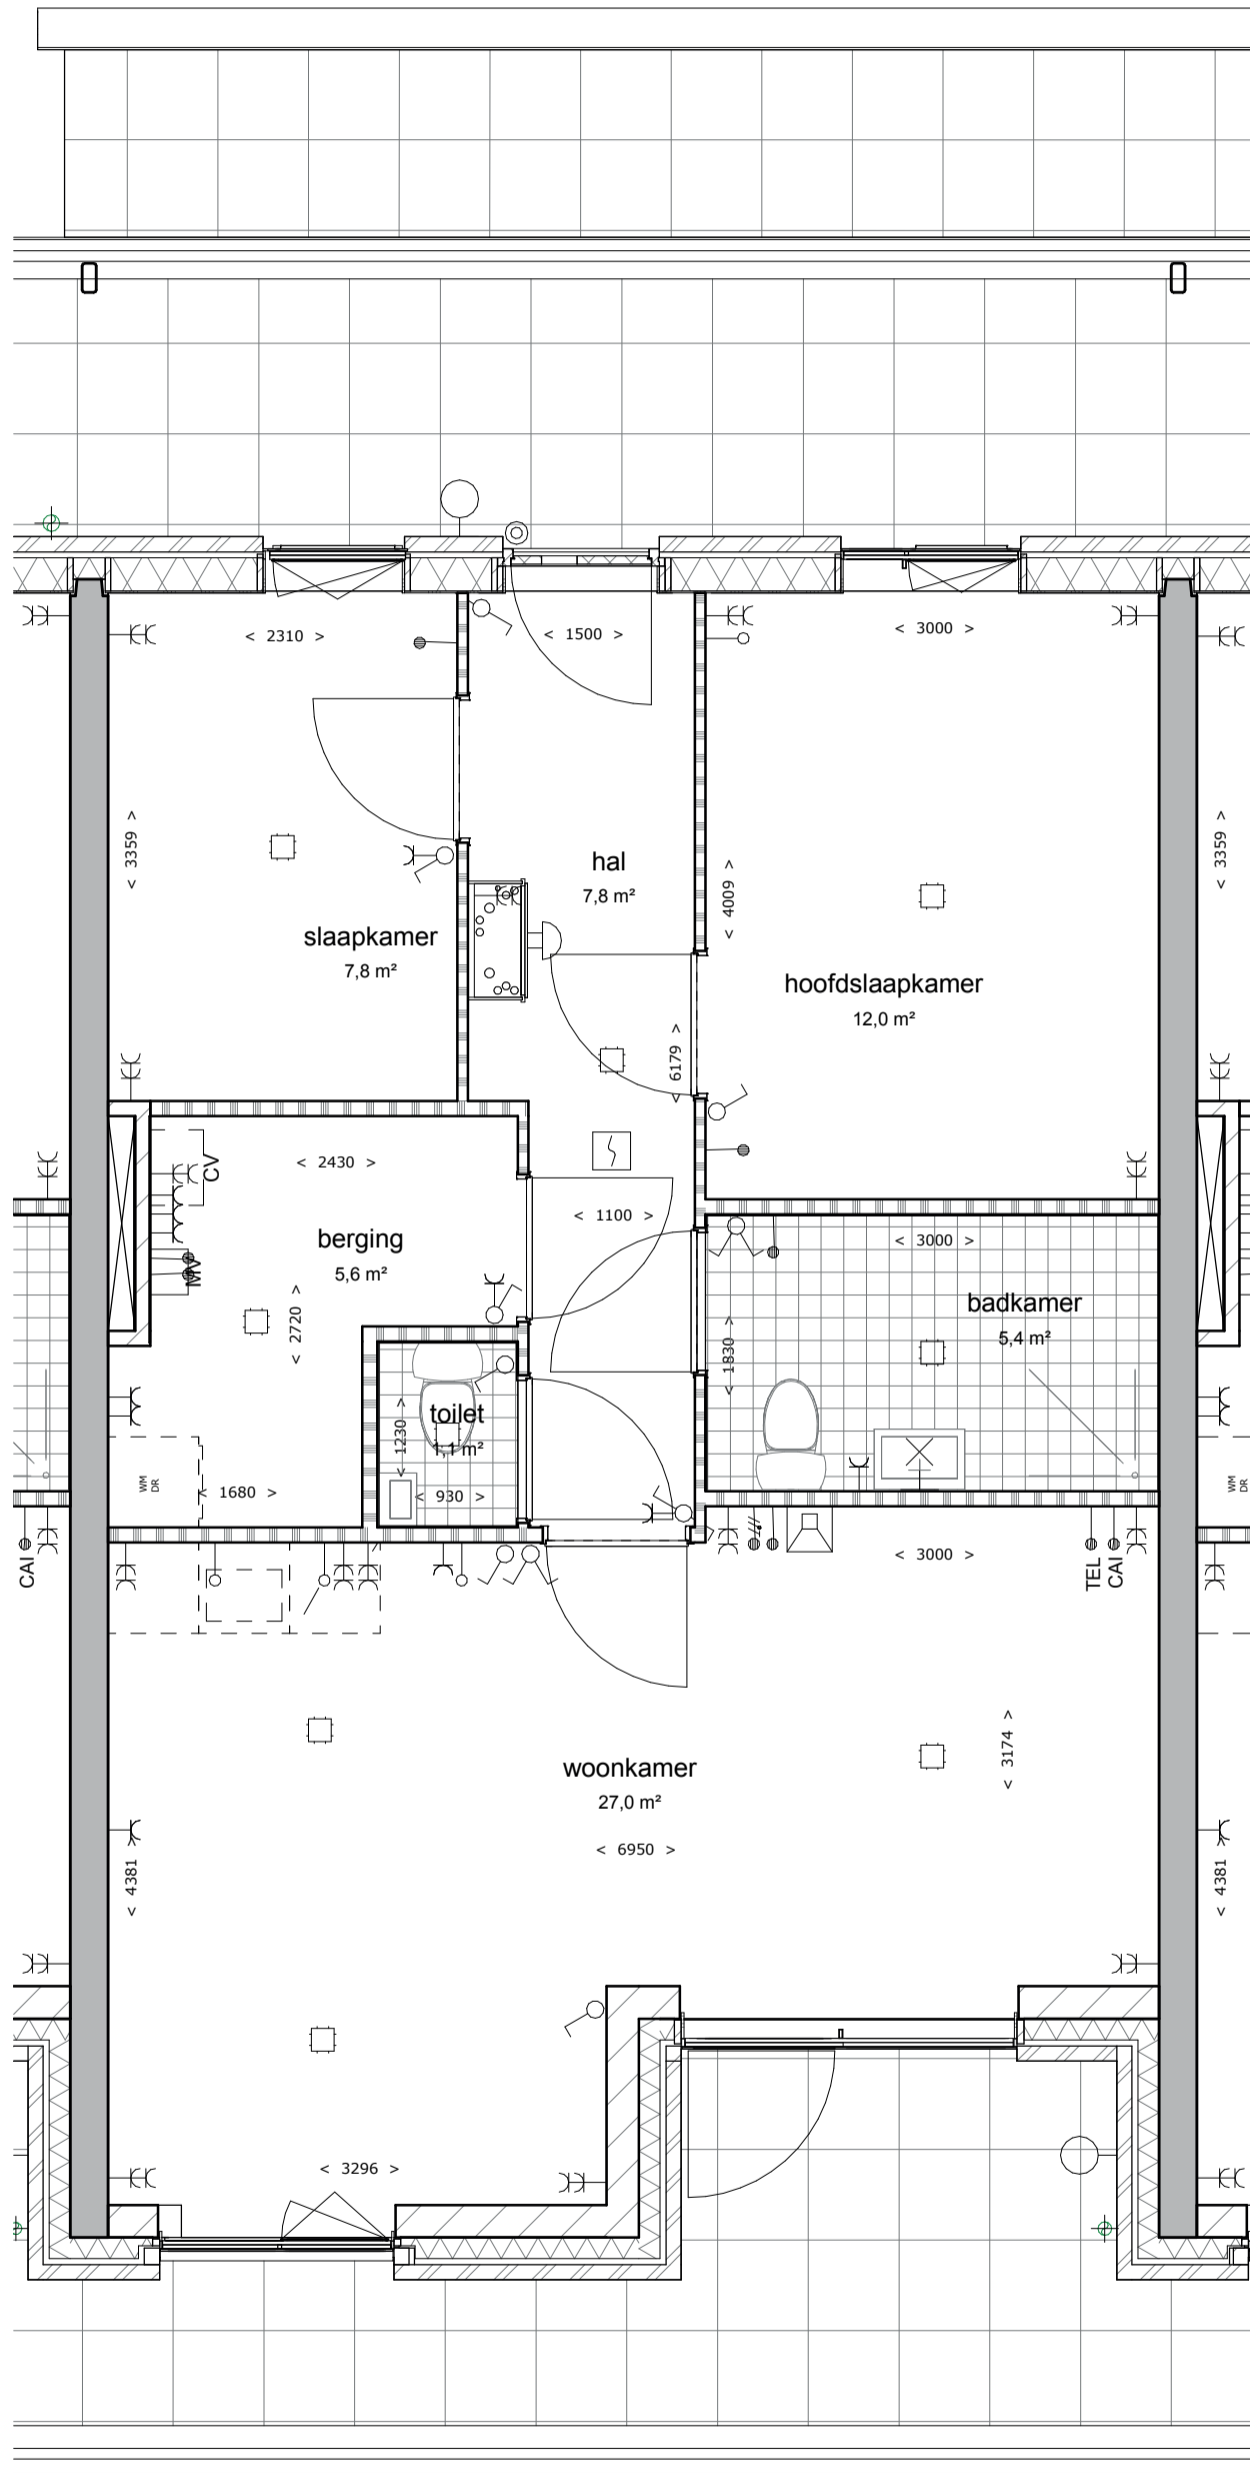 < 2310 >
< 1500 >
< 3000 >
< 3359 >
< 3359 >
hal
7,8 m²
< 4009 >
slaapkamer
7,8 m²
hoofdslaapkamer
12,0 m²
< 6179 >
CV
< 2430 >
< 1100 >
< 3000 >
berging
5,6 m²
MV
< 2720 >
badkamer
5,4 m²
< 1830 >
toilet
1,1 m²
< 1230 >
WM
DR
< 1680 >
< 930 >
WM
DR
CAI
< 3000 >
TEL
CAI
woonkamer
27,0 m²
< 3174 >
< 6950 >
< 4381 >
< 4381 >
< 3296 >